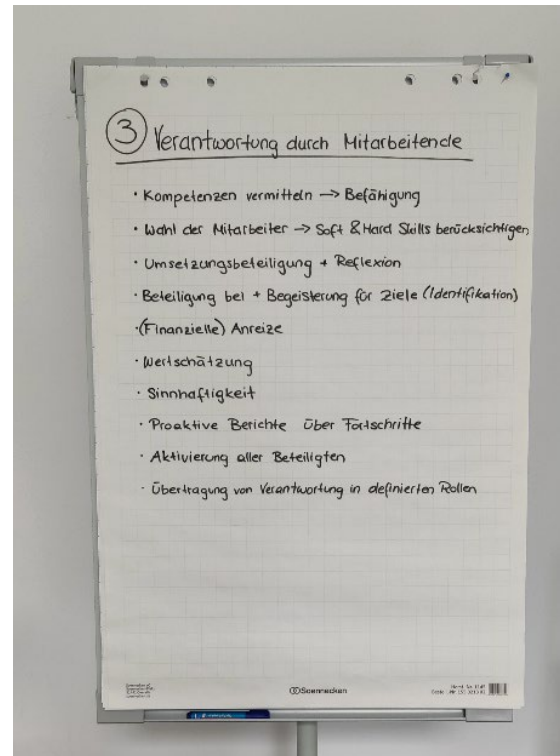 3 Verantwortung durch Mitarbeitende
· Kompetenzen vermitteln → Befähigung
· Wahl der Mitarbeiter → Soft & Hard Skills berücksichtigen
· Umsetzungsbeteiligung + Reflexion
· Beteiligung bei + Begeisterung für Ziele (Identifikation)
· (Finanzielle) Anreize
· Wertschätzung
· Sinnhaftigkeit
· Proaktive Berichte über Fortschritte
· Aktivierung aller Beteiligten
· Übertragung von Verantwortung in definierten Rollen
Soennecken